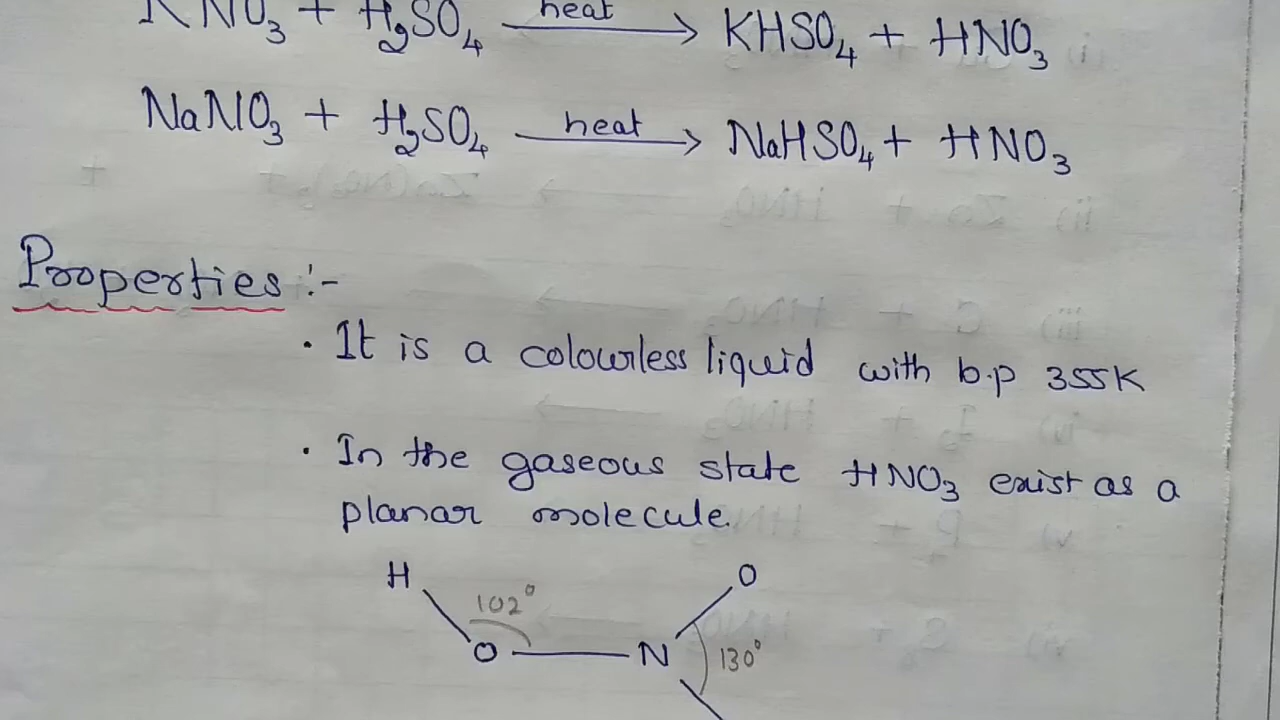 KNO₃ + H₂SO₄ heat → KHSO₄ + HNO₃
NaNO₃ + H₂SO₄ heat → NaHSO₄ + HNO₃
Properties :-
· It is a colourless liquid with b.p 355K
· In the gaseous state HNO₃ exist as a
planar molecule.
H O
102° 
O — N 130°